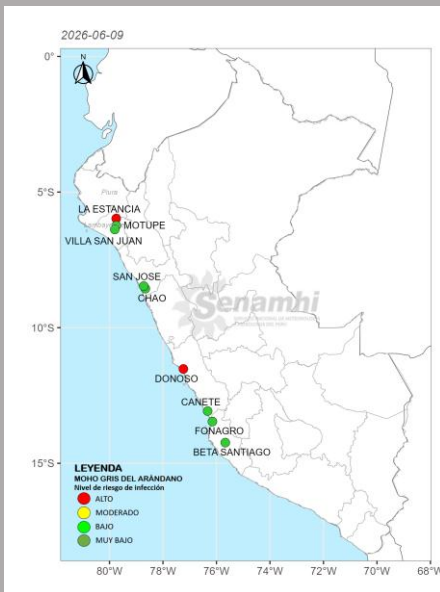 2026-06-09
N
0°
5°S
10°S
15°S
Piura
LA ESTANCIA
MOTUPE
VILLA SAN JUAN
SAN JOSE
CHAO
Senamhi
DONOSO
CANETE
FONAGRO
BETA SANTIAGO
LEYENDA
MOHO GRIS DEL ARÁNDANO
Nivel de riesgo de infección
ALTO
MODERADO
BAJO
MUY BAJO
80°W 78°W 76°W 74°W 72°W 70°W 68°W